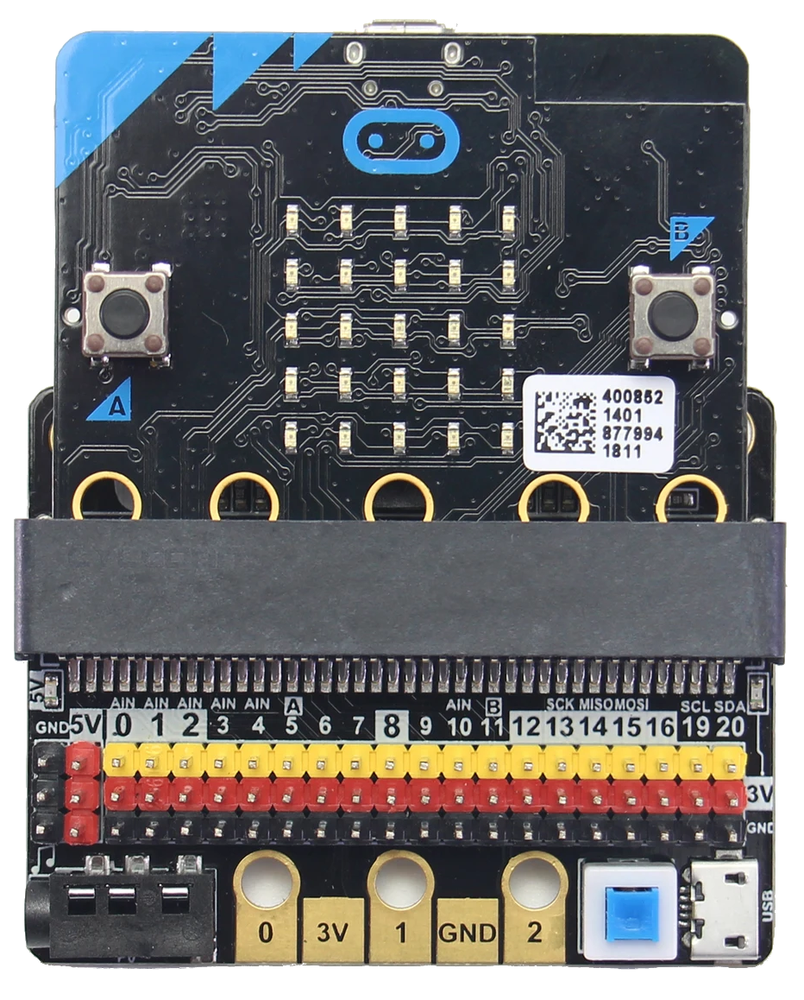 B
A
400852
1401
877994
1811
5V
AIN AIN AIN AIN AIN A AIN B SCK MISO MOSI SCL SDA
GND 5V 0 1 2 3 4 5 6 7 8 9 10 11 12 13 14 15 16 19 20
3V
GND
0 3V 1 GND 2
USB